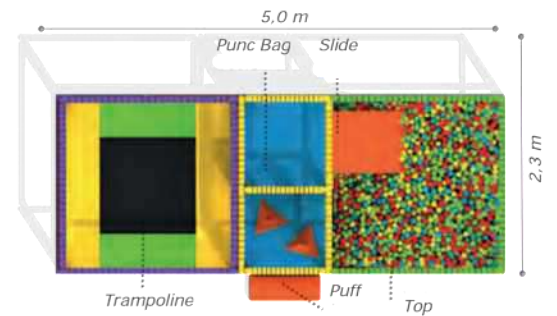 5,0 m
Punc Bag
Slide
2,3 m
Trampoline
Puff
Top